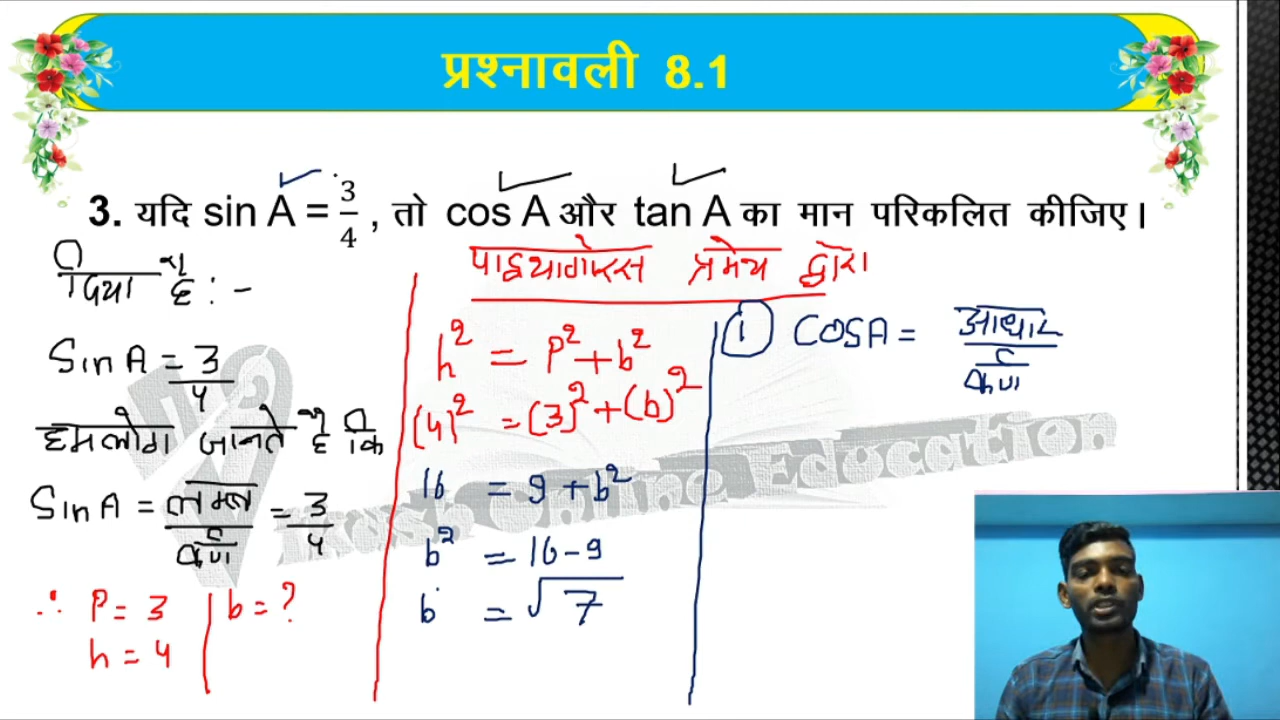 प्रश्नावली 8.1
3. यदि sin A = 3/4 , तो cos A और tan A का मान परिकलित कीजिए।
दिया है :-
Sin A = 3/4
हमलोग जानते है कि
Sin A = लम्ब/कर्ण = 3/4
∴ P = 3
h = 4
b = ?
पाइथागोरस प्रमेय द्वारा
h² = P² + b²
(4)² = (3)² + (b)²
16 = 9 + b²
b² = 16 - 9
b = √7
① COSA = आधार/कर्ण
Online Education